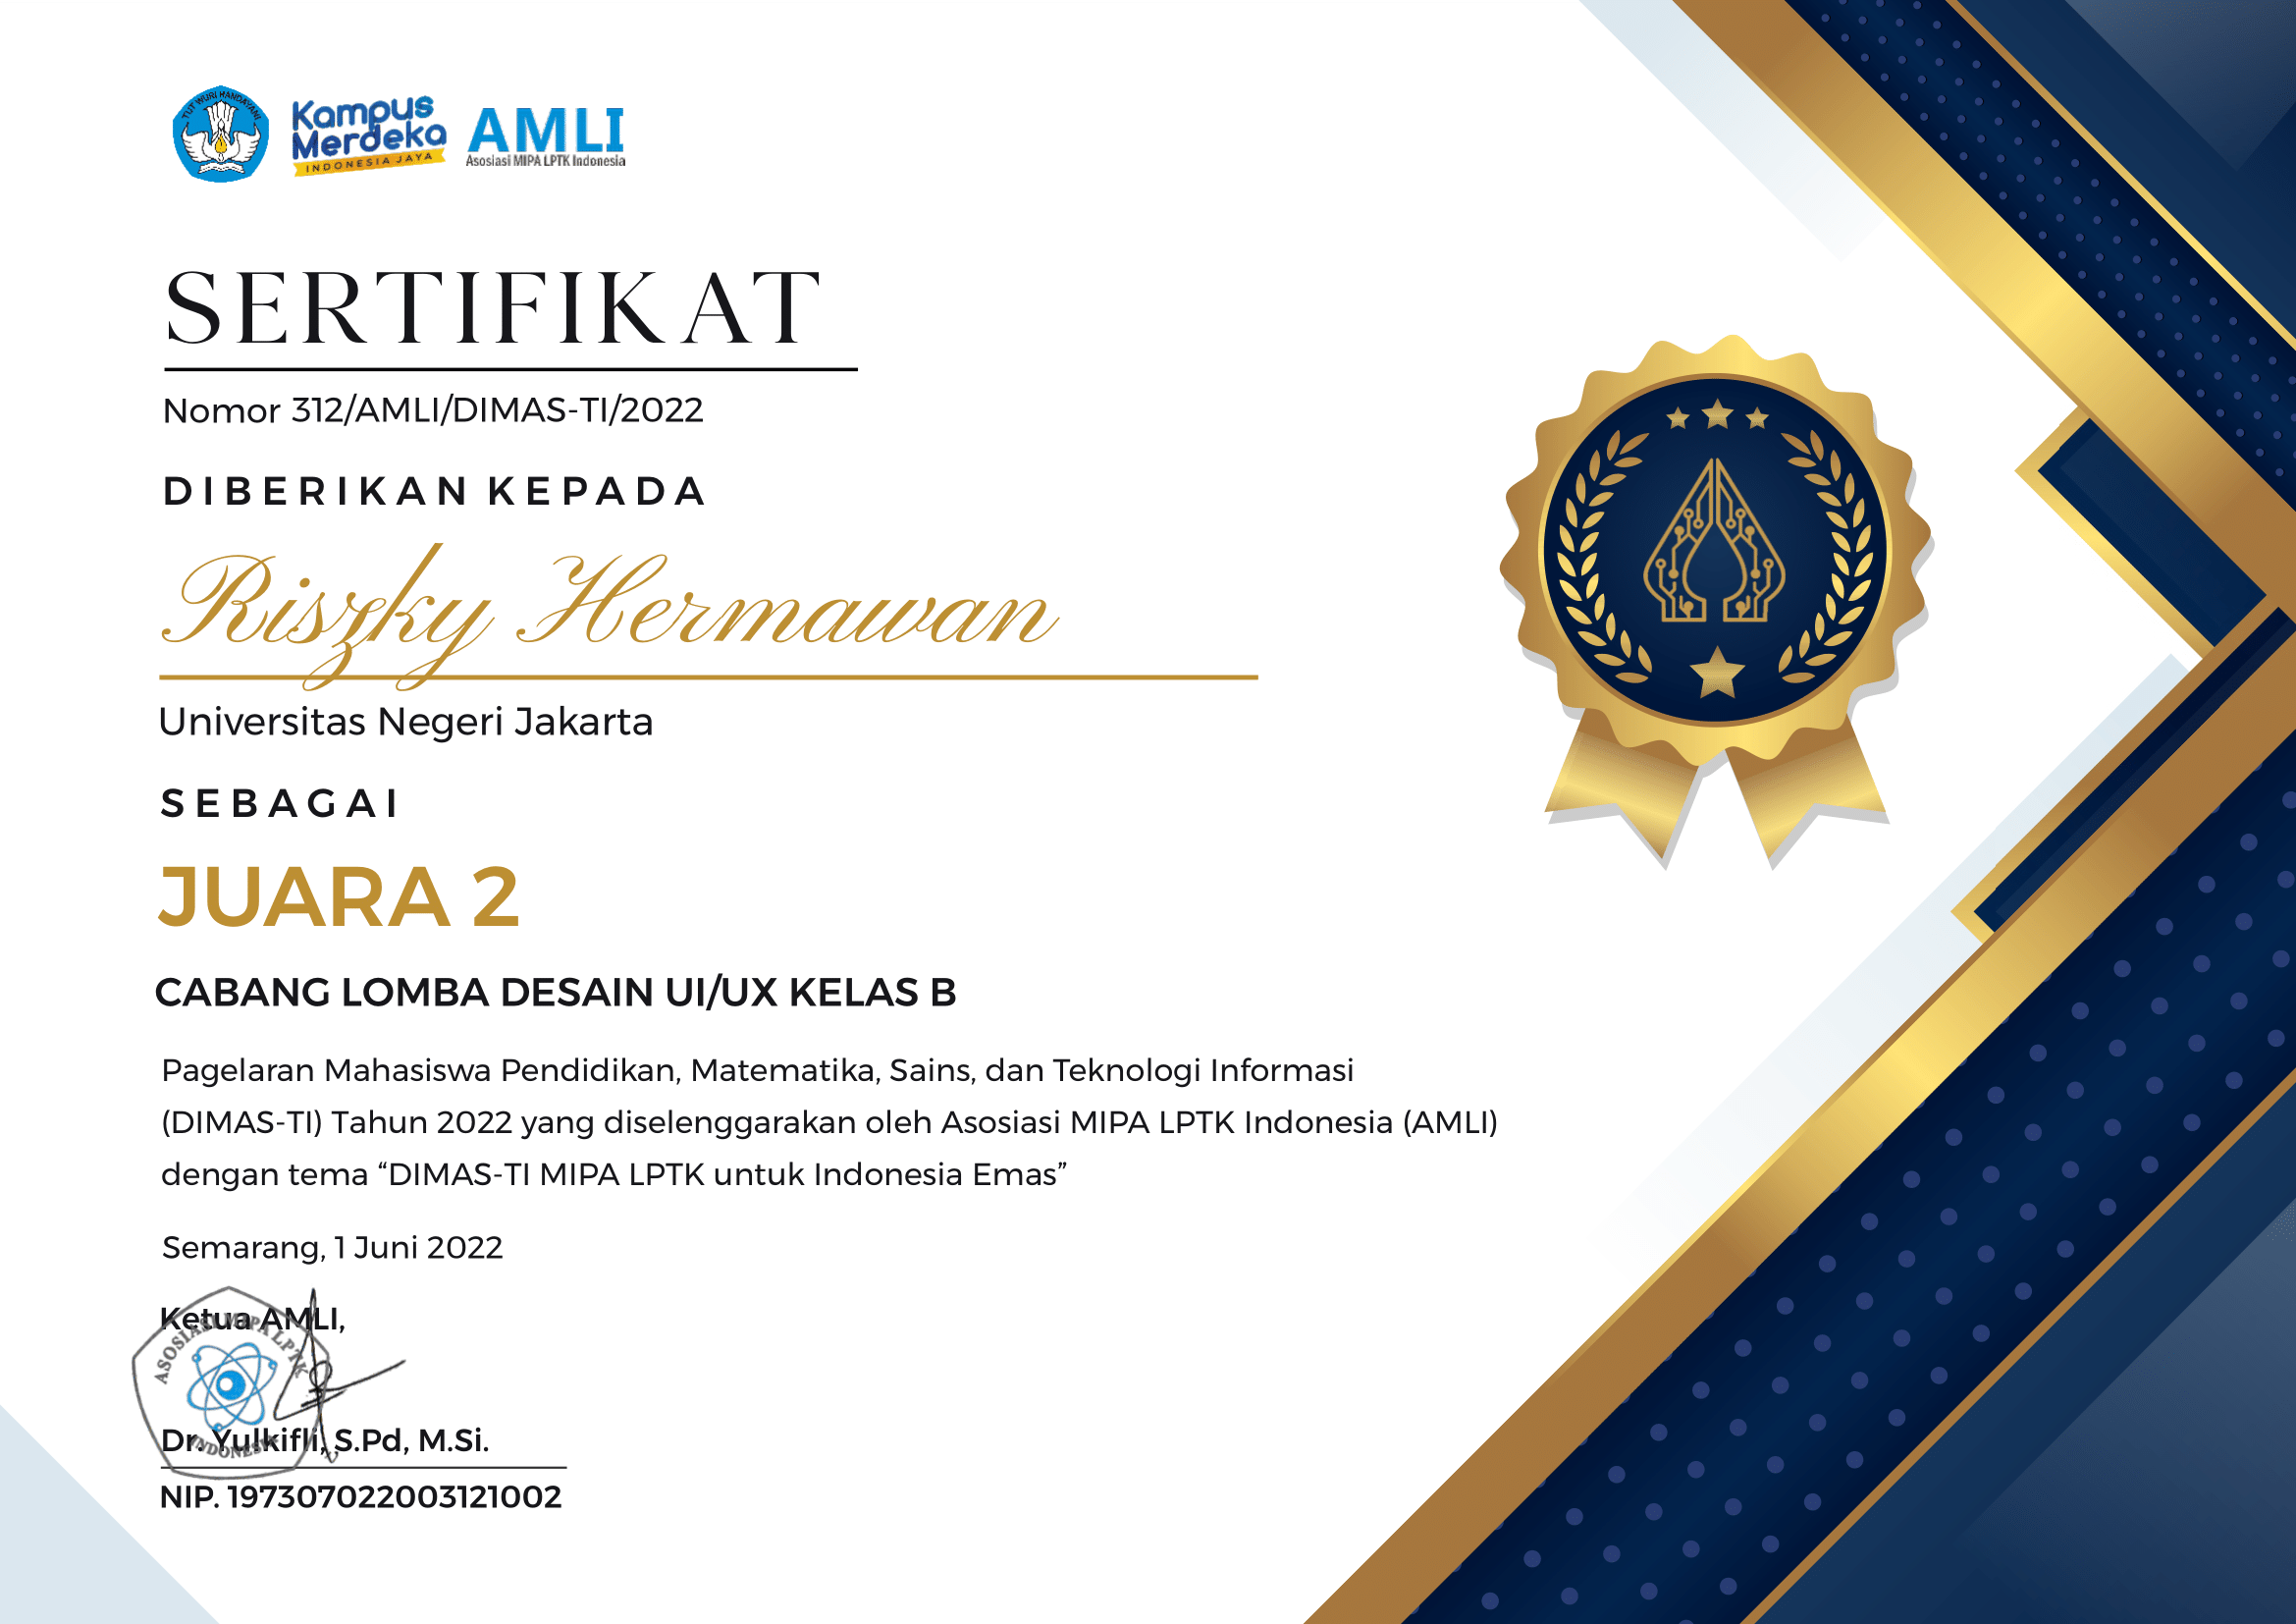 TUT WURI HANDAYANI
Kampus
Merdeka
INDONESIA JAYA
AMLI
Asosiasi MIPA LPTK Indonesia
SERTIFIKAT
Nomor 312/AMLI/DIMAS-TI/2022
DIBERIKAN KEPADA
Riszky Hermawan
Universitas Negeri Jakarta
SEBAGAI
JUARA 2
CABANG LOMBA DESAIN UI/UX KELAS B
Pagelaran Mahasiswa Pendidikan, Matematika, Sains, dan Teknologi Informasi
(DIMAS-TI) Tahun 2022 yang diselenggarakan oleh Asosiasi MIPA LPTK Indonesia (AMLI)
dengan tema “DIMAS-TI MIPA LPTK untuk Indonesia Emas”
Semarang, 1 Juni 2022
Ketua AMLI,
ASOSIASI MIPA LPTK
INDONESIA
Dr. Yulkifli, S.Pd, M.Si.
NIP. 197307022003121002